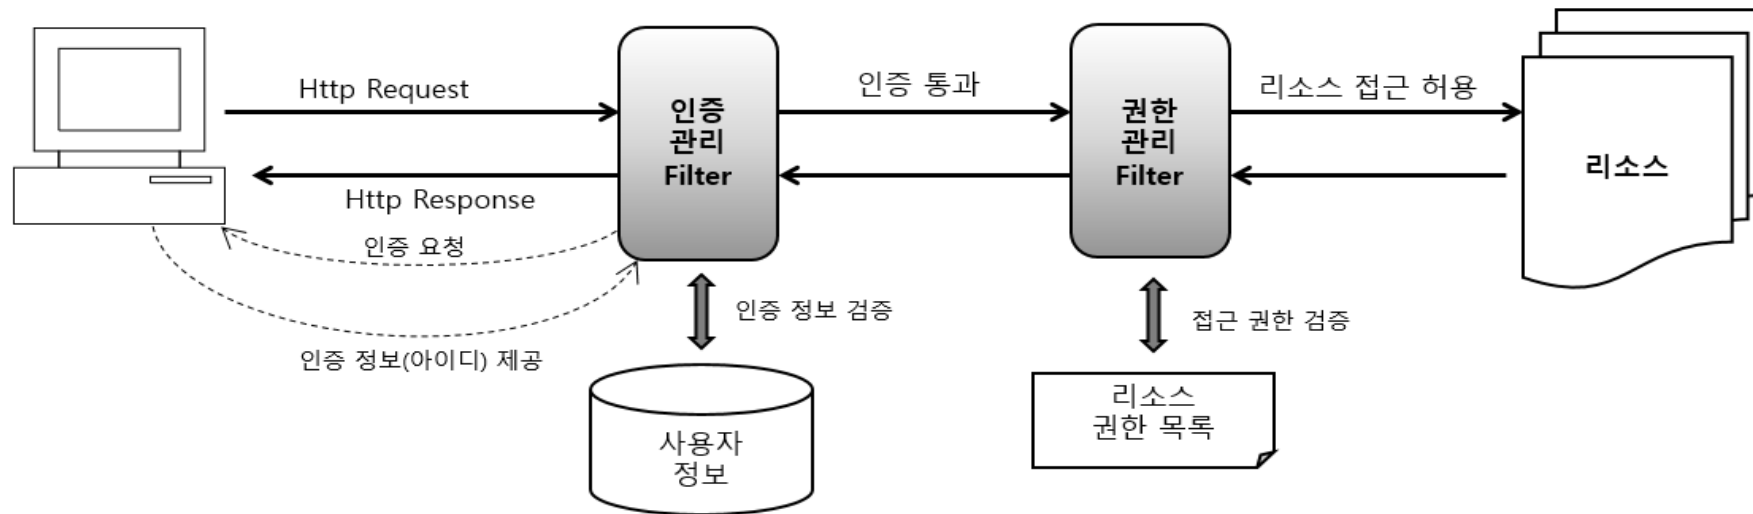 Http Request
인증 통과
리소스 접근 허용
인증
관리
Filter
권한
관리
Filter
리소스
Http Response
인증 요청
인증 정보(아이디) 제공
인증 정보 검증
접근 권한 검증
사용자
정보
리소스
권한 목록